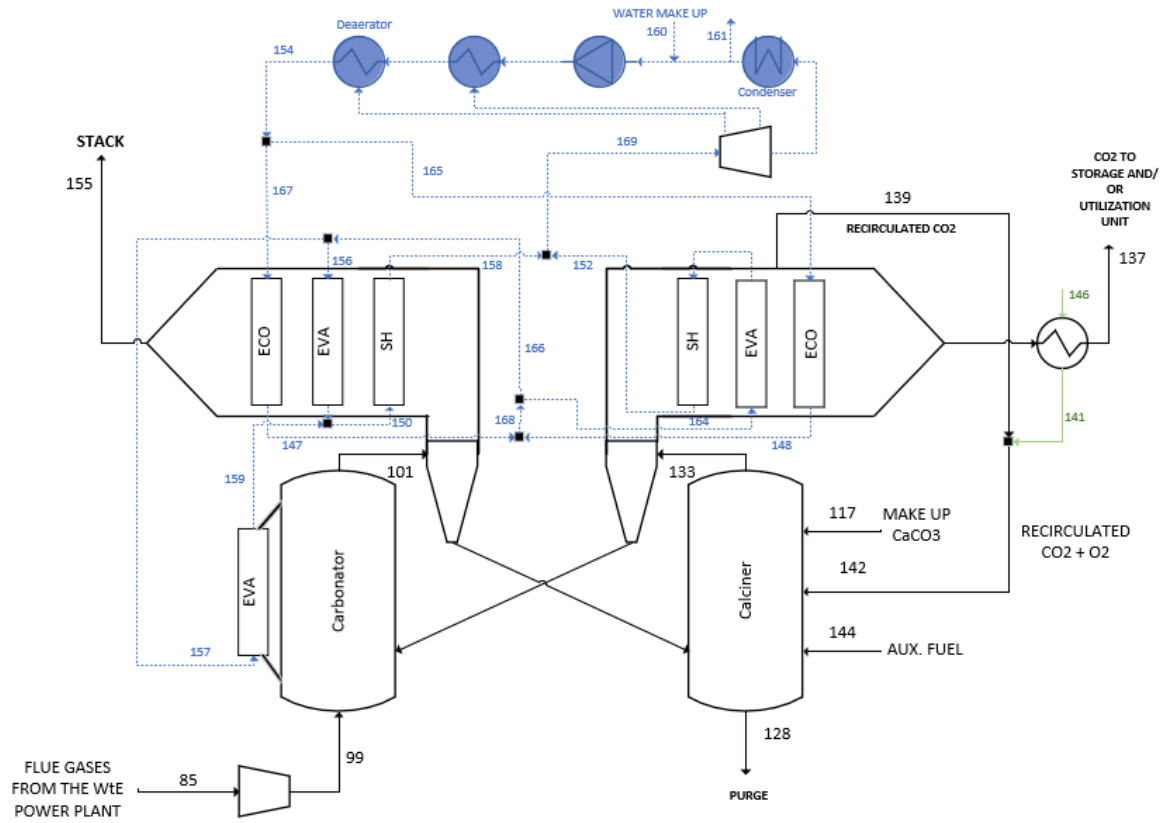 WATER MAKE UP
Deaerator
154
160
161
Condenser
STACK
169
165
155
167
139
RECIRCULATED CO2
CO2 TO
STORAGE AND/
OR
UTILIZATION
UNIT
137
156
158
152
146
ECO
EVA
SH
SH
EVA
ECO
166
168
150
147
164
148
141
101
133
159
117
MAKE UP
CaCO3
RECIRCULATED
CO2 + O2
142
EVA
Carbonator
Calciner
144
AUX. FUEL
157
128
99
PURGE
FLUE GASES
FROM THE WtE
POWER PLANT
85